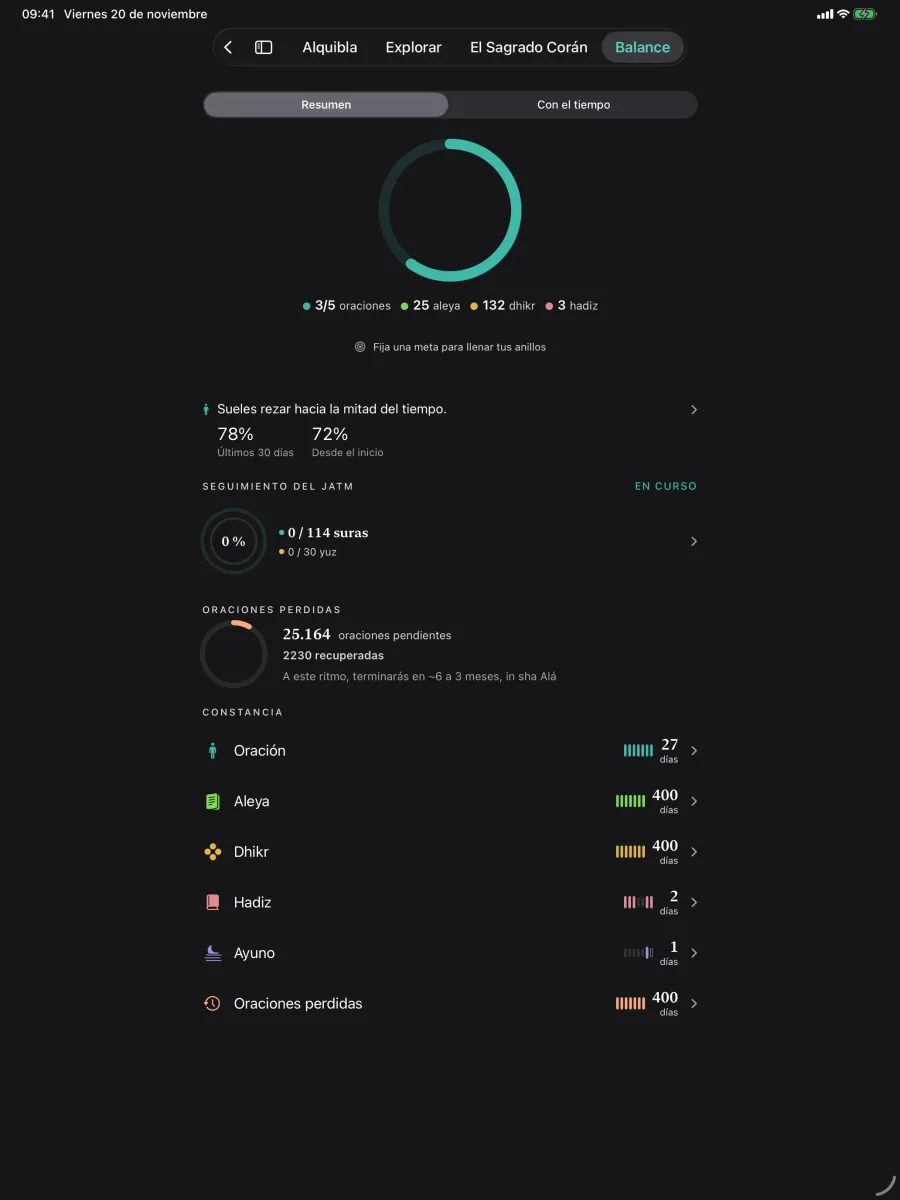 09:41 Viernes 20 de noviembre
Alquibla Explorar El Sagrado Corán Balance
Resumen Con el tiempo
3/5 oraciones 25 aleya 132 dhikr 3 hadiz
Fija una meta para llenar tus anillos
Sueles rezar hacia la mitad del tiempo.
78% 72%
Últimos 30 días Desde el inicio
SEGUIMIENTO DEL JATM EN CURSO
0 % 0 / 114 suras
0 / 30 yuz
ORACIONES PERDIDAS
25.164 oraciones pendientes
2230 recuperadas
A este ritmo, terminarás en ~6 a 3 meses, in sha Alá
CONSTANCIA
Oración 27 días
Aleya 400 días
Dhikr 400 días
Hadiz 2 días
Ayuno 1 días
Oraciones perdidas 400 días